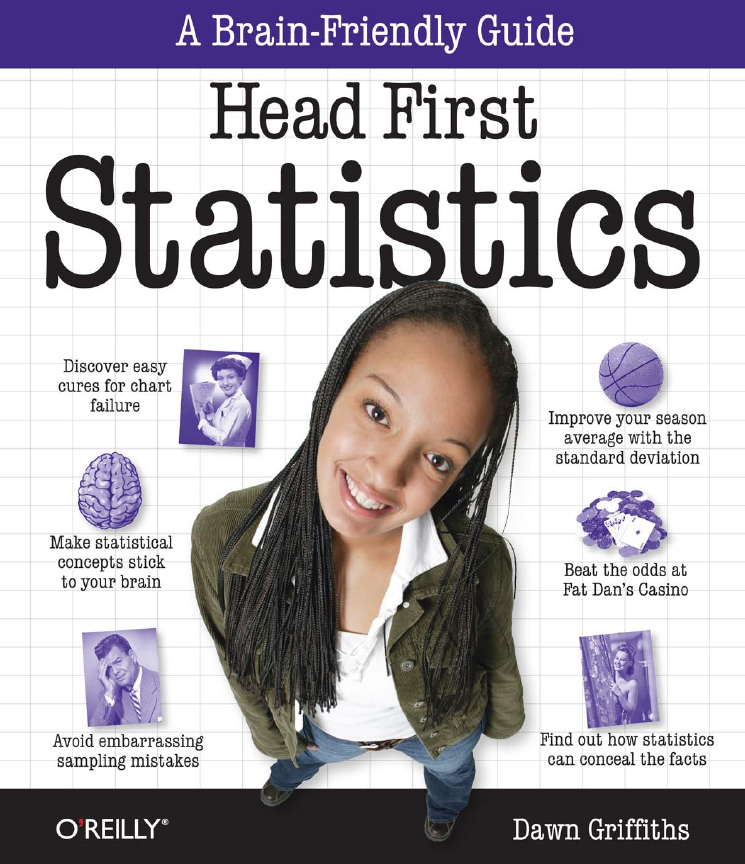 A Brain-Friendly Guide
Head First
Statistics
Discover easy
cures for chart
failure
Make statistical
concepts stick
to your brain
Avoid embarrassing
sampling mistakes
Improve your season
average with the
standard deviation
Beat the odds at
Fat Dan's Casino
Find out how statistics
can conceal the facts
O'REILLY®
Dawn Griffiths